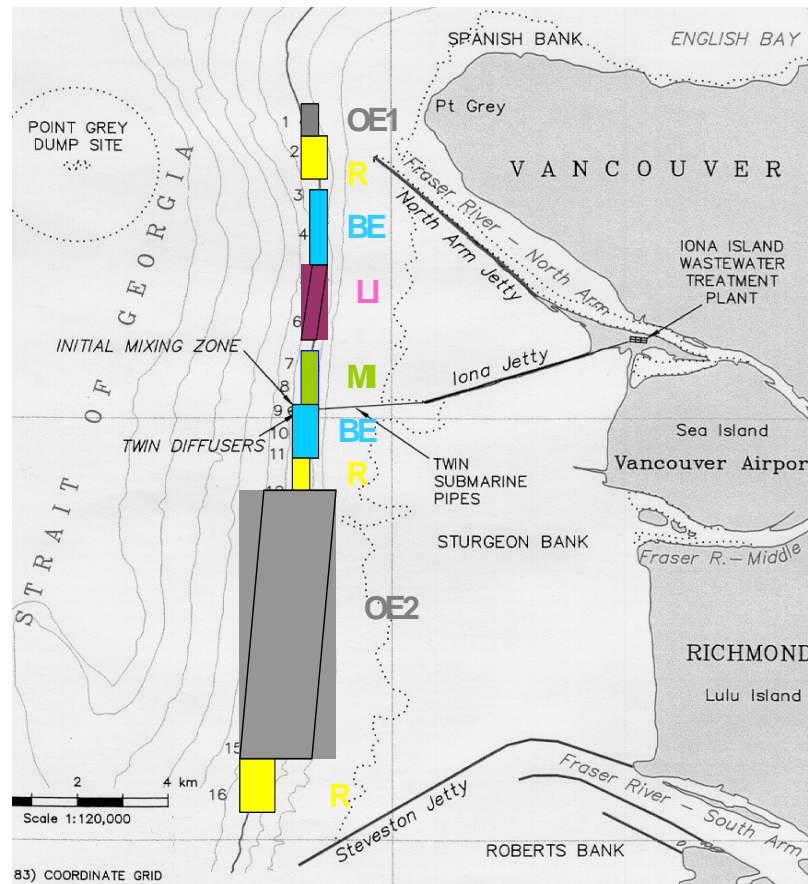 SPANISH BANK
ENGLISH BAY
Pt Grey
1
OE1
POINT GREY
DUMP SITE
2
R
VANCOUVER
Fraser River – North Arm
North Arm Jetty
3
4
BE
IONA ISLAND
WASTEWATER
TREATMENT
PLANT
LI
6
INITIAL MIXING ZONE
7
8
MI
Iona Jetty
9
TWIN DIFFUSERS
10
BE
11
R
TWIN
SUBMARINE
PIPES
Sea Island
Vancouver Airpor
STRAIT OF GEORGIA
STURGEON BANK
Fraser R.–Middle
OE2
RICHMOND
Lulu Island
15
2 4 km
Scale 1:120,000
16
R
Steveston Jetty
Fraser River – South Arm
ROBERTS BANK
83) COORDINATE GRID